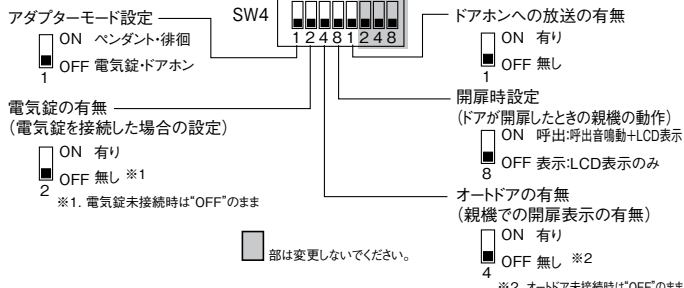 アダプターモード設定
ON ペンダント・徘徊
OFF 電気錠・ドアホン
1
電気錠の有無
(電気錠を接続した場合の設定)
ON 有り
OFF 無し ※1
2
※1. 電気錠未接続時は"OFF"のまま
SW4
1 2 4 8 1 2 4 8
部は変更しないでください。
ドアホンへの放送の有無
ON 有り
OFF 無し
1
開扉時設定
(ドアが開扉したときの親機の動作)
ON 呼出:呼出音鳴動+LCD表示
OFF 表示:LCD表示のみ
8
オートドアの有無
(親機での開扉表示の有無)
ON 有り
OFF 無し ※2
4
※2. オートドア未接続時は"OFF"のまま